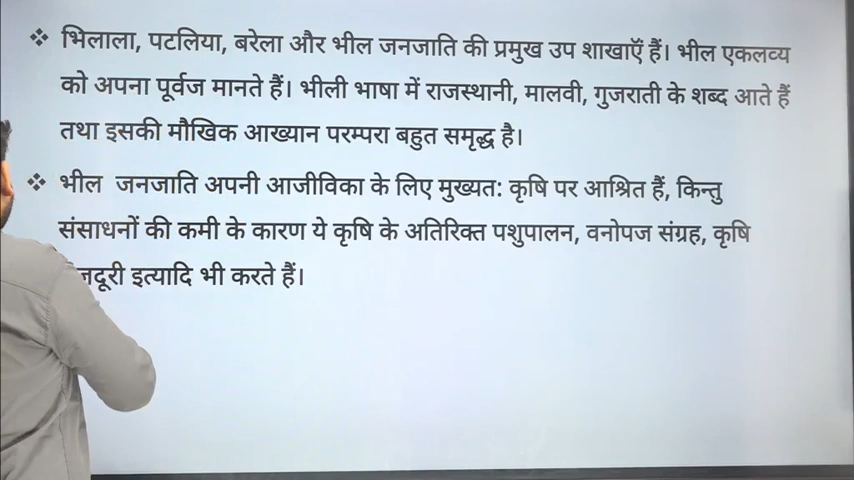 ❖ भिलाला, पटलिया, बरेला और भील जनजाति की प्रमुख उप शाखाएँ हैं। भील एकलव्य
को अपना पूर्वज मानते हैं। भीली भाषा में राजस्थानी, मालवी, गुजराती के शब्द आते हैं
तथा इसकी मौखिक आख्यान परम्परा बहुत समृद्ध है।
❖ भील जनजाति अपनी आजीविका के लिए मुख्यत: कृषि पर आश्रित हैं, किन्तु
संसाधनों की कमी के कारण ये कृषि के अतिरिक्त पशुपालन, वनोपज संग्रह, कृषि
इत्यादि भी करते हैं।